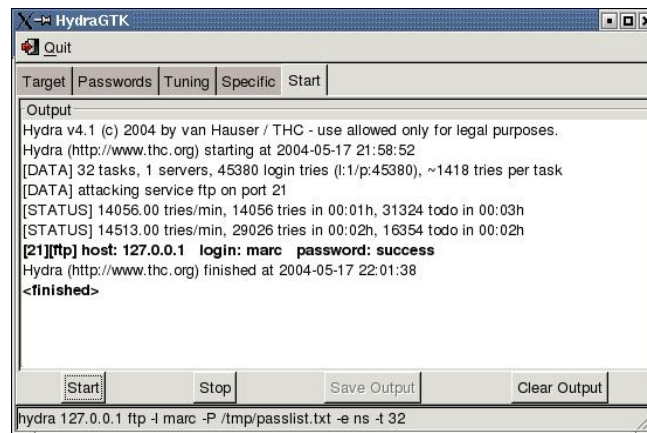 HydraGTK
Quit
Target Passwords Tuning Specific Start
Output
Hydra v4.1 (c) 2004 by van Hauser / THC - use allowed only for legal purposes.
Hydra (http://www.thc.org) starting at 2004-05-17 21:58:52
[DATA] 32 tasks, 1 servers, 45380 login tries (l:1/p:45380), ~1418 tries per task
[DATA] attacking service ftp on port 21
[STATUS] 14056.00 tries/min, 14056 tries in 00:01h, 31324 todo in 00:03h
[STATUS] 14513.00 tries/min, 29026 tries in 00:02h, 16354 todo in 00:02h
[21][ftp] host: 127.0.0.1 login: marc password: success
Hydra (http://www.thc.org) finished at 2004-05-17 22:01:38
<finished>
Start Stop Save Output Clear Output
hydra 127.0.0.1 ftp -l marc -P /tmp/passlist.txt -e ns -t 32